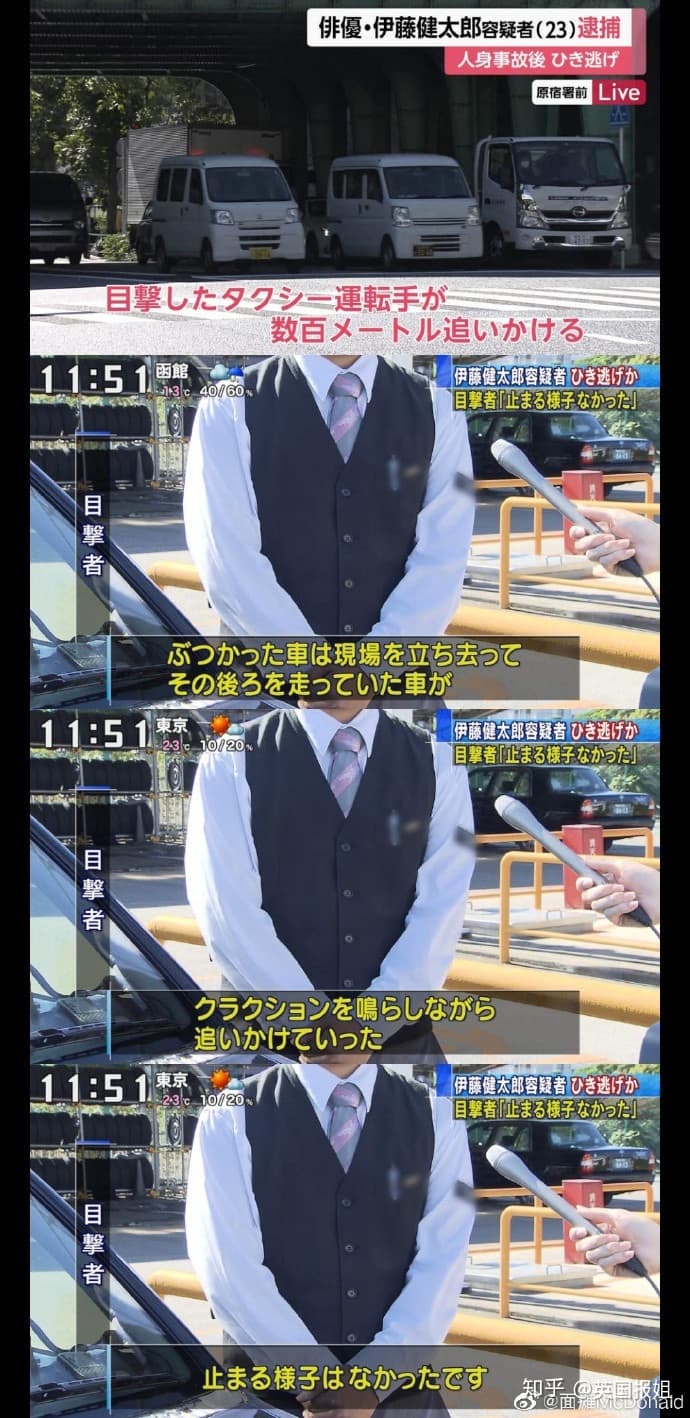 俳優・伊藤健太郎容疑者(23)逮捕
人身事故後 ひき逃げ
原宿署前 Live
目撃したタクシー運転手が
数百メートル追いかける
11:51 函館
13℃ 40/60%
伊藤健太郎容疑者 ひき逃げか
目撃者「止まる様子なかった」
目撃者
ぶつかった車は現場を立ち去って
その後ろを走っていた車が
11:51 東京
23℃ 10/20%
伊藤健太郎容疑者 ひき逃げか
目撃者「止まる様子なかった」
目撃者
クラクションを鳴らしながら
追いかけていった
11:51 東京
23℃ 10/20%
伊藤健太郎容疑者 ひき逃げか
目撃者「止まる様子なかった」
目撃者
止まる様子はなかったです
知乎 @英国报姐
@面瘫McDonald